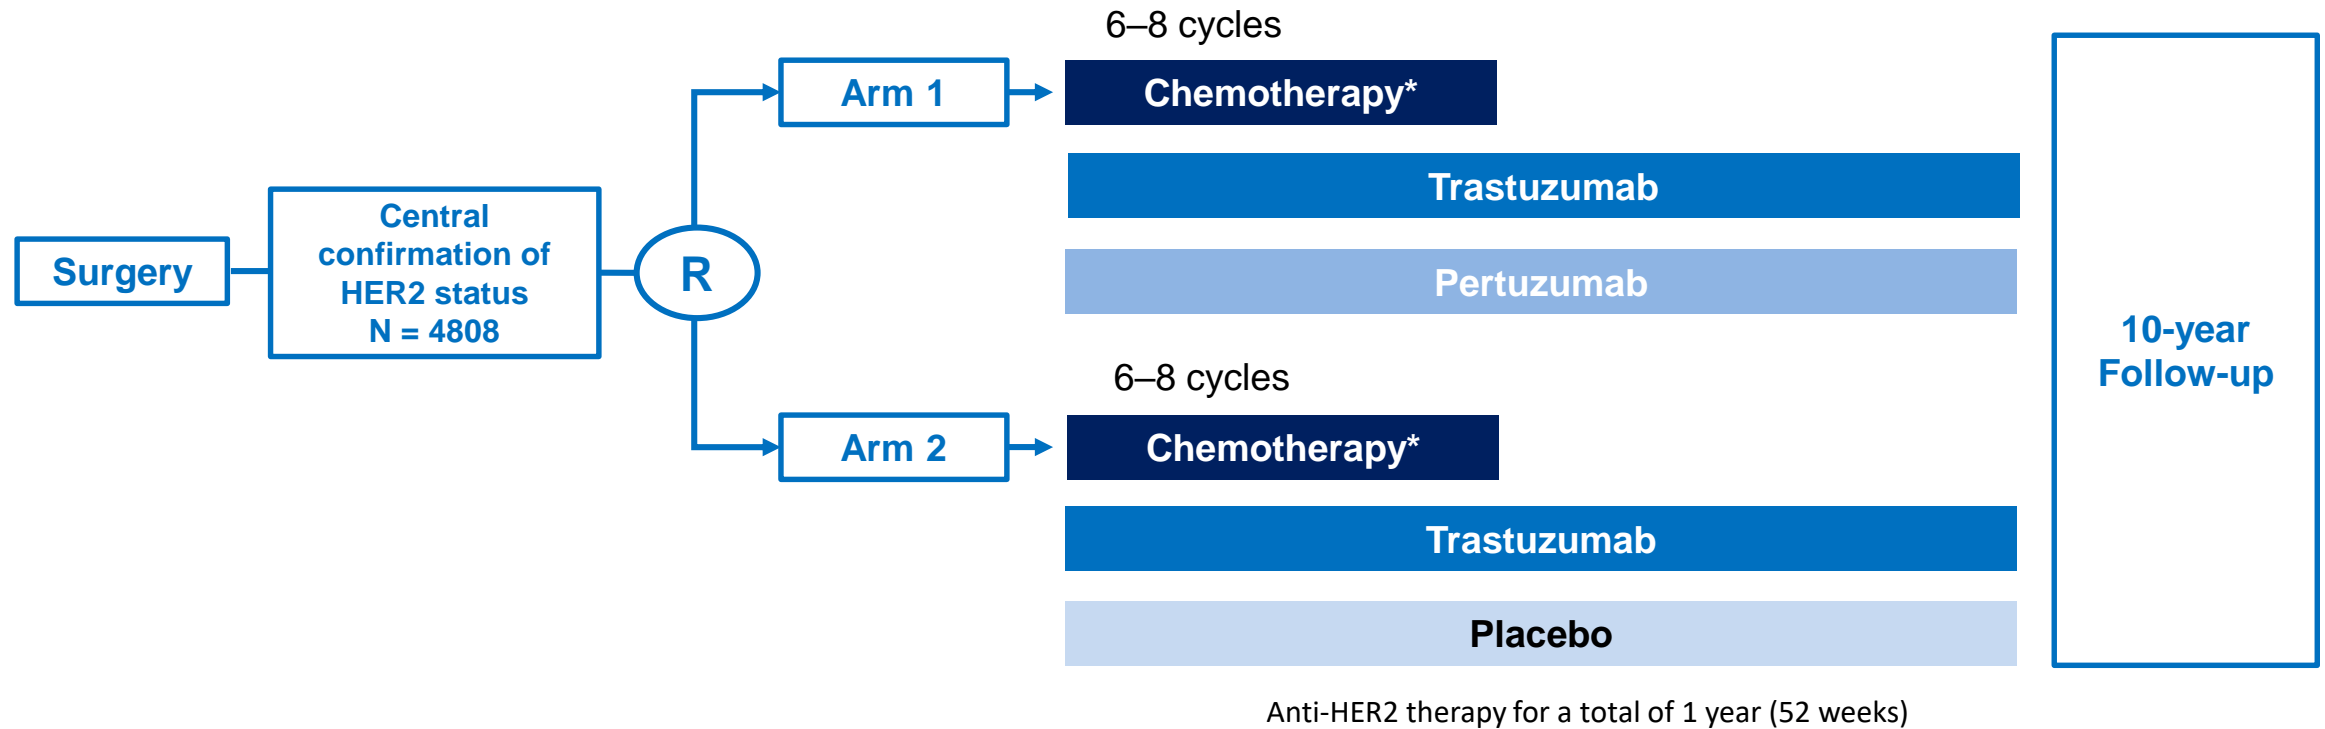 Surgery
Central
confirmation of
HER2 status
N = 4808
R
Arm 1
6–8 cycles
Chemotherapy*
Trastuzumab
Pertuzumab
Arm 2
6–8 cycles
Chemotherapy*
Trastuzumab
Placebo
Anti-HER2 therapy for a total of 1 year (52 weeks)
10-year
Follow-up